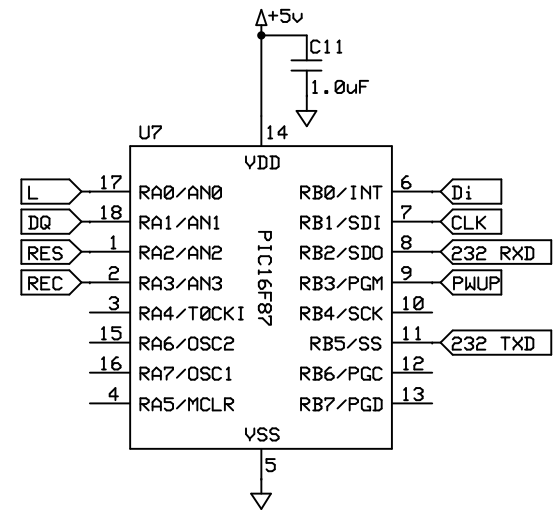 +5v
C11
1.0uF
U7
14
VDD
L 17 RA0/AN0 RB0/INT 6 Di
DQ 18 RA1/AN1 RB1/SDI 7 CLK
RES 1 RA2/AN2 RB2/SDO 8 232 RXD
REC 2 RA3/AN3 RB3/PGM 9 PWUP
3 RA4/T0CKI RB4/SCK 10
15 RA6/OSC2 RB5/SS 11 232 TXD
16 RA7/OSC1 RB6/PGC 12
4 RA5/MCLR RB7/PGD 13
PIC16F87
VSS
5